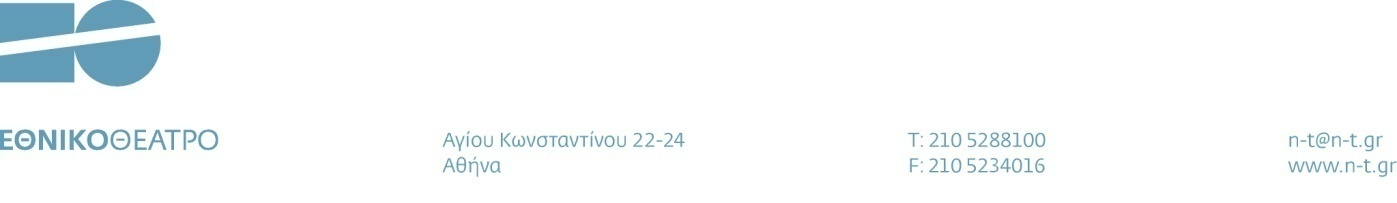 ΕΘΝΙΚΟΘΕΑΤΡΟ
Αγίου Κωνσταντίνου 22-24
Αθήνα
T: 210 5288100
F: 210 5234016
n-t@n-t.gr
www.n-t.gr